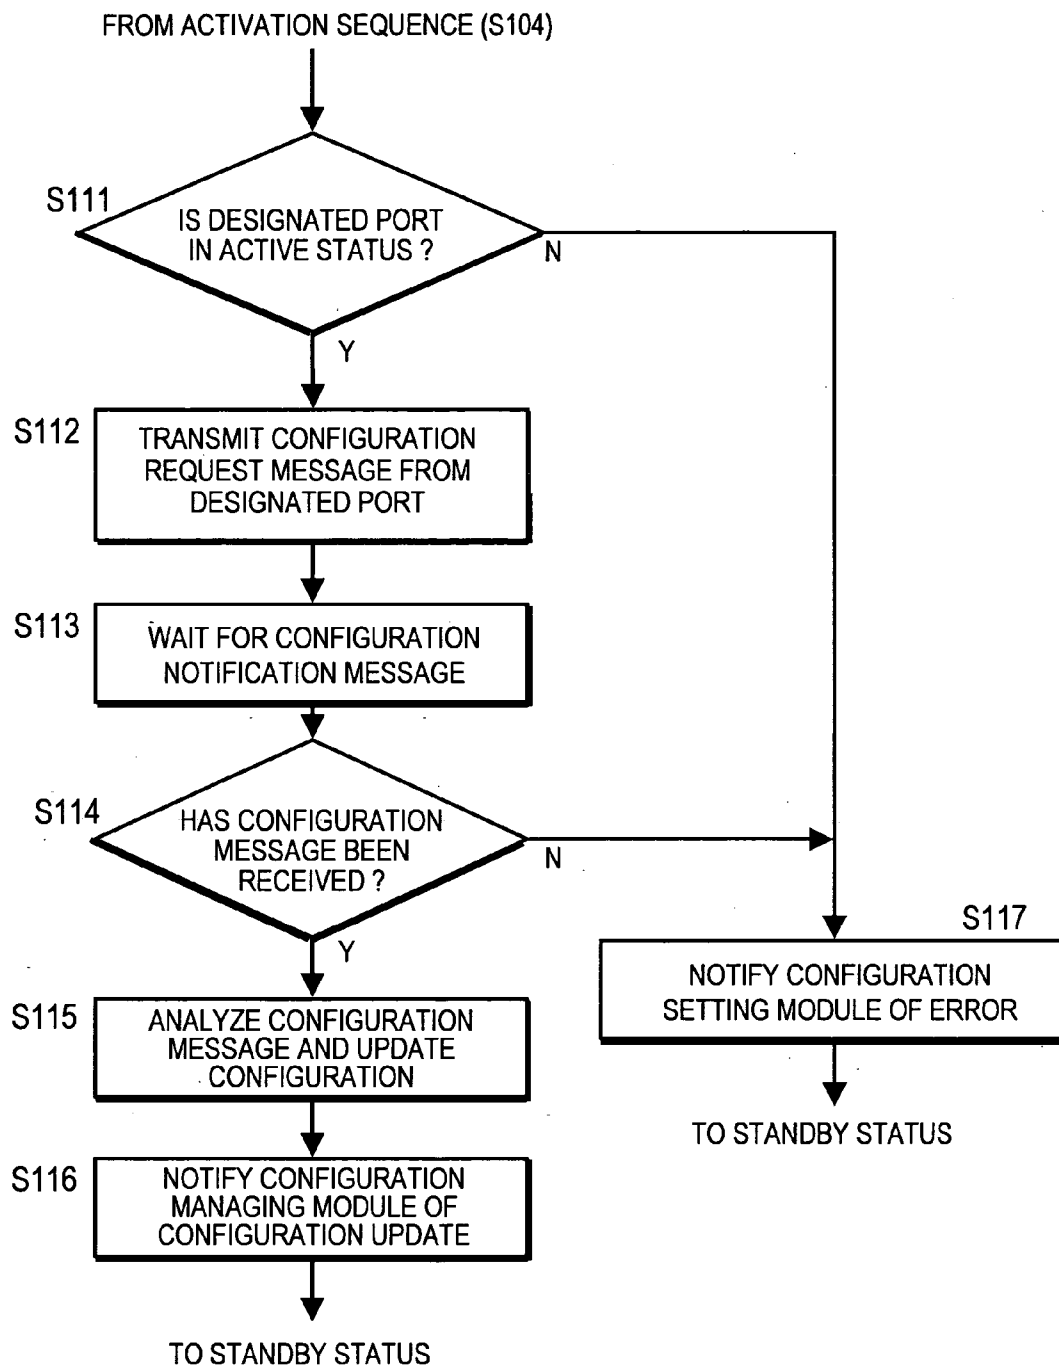 FROM ACTIVATION SEQUENCE (S104)
S111
IS DESIGNATED PORT
IN ACTIVE STATUS ?
N
Y
S112
TRANSMIT CONFIGURATION
REQUEST MESSAGE FROM
DESIGNATED PORT
S113
WAIT FOR CONFIGURATION
NOTIFICATION MESSAGE
S114
HAS CONFIGURATION
MESSAGE BEEN
RECEIVED ?
N
Y
S117
NOTIFY CONFIGURATION
SETTING MODULE OF ERROR
TO STANDBY STATUS
S115
ANALYZE CONFIGURATION
MESSAGE AND UPDATE
CONFIGURATION
S116
NOTIFY CONFIGURATION
MANAGING MODULE OF
CONFIGURATION UPDATE
TO STANDBY STATUS